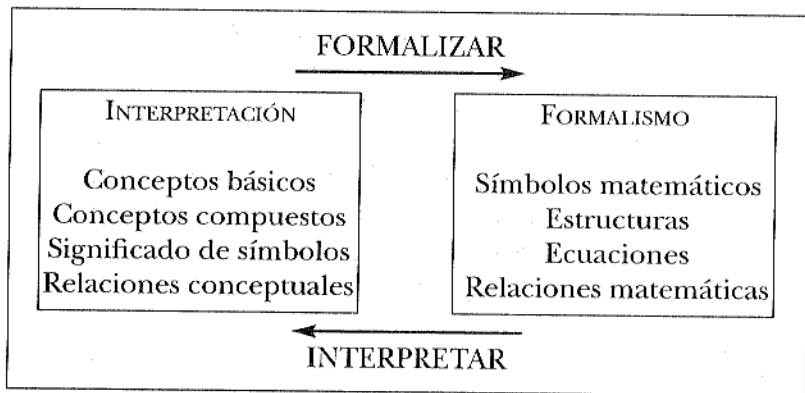 FORMALIZAR
INTERPRETACIÓN
Conceptos básicos
Conceptos compuestos
Significado de símbolos
Relaciones conceptuales
FORMALISMO
Símbolos matemáticos
Estructuras
Ecuaciones
Relaciones matemáticas
INTERPRETAR